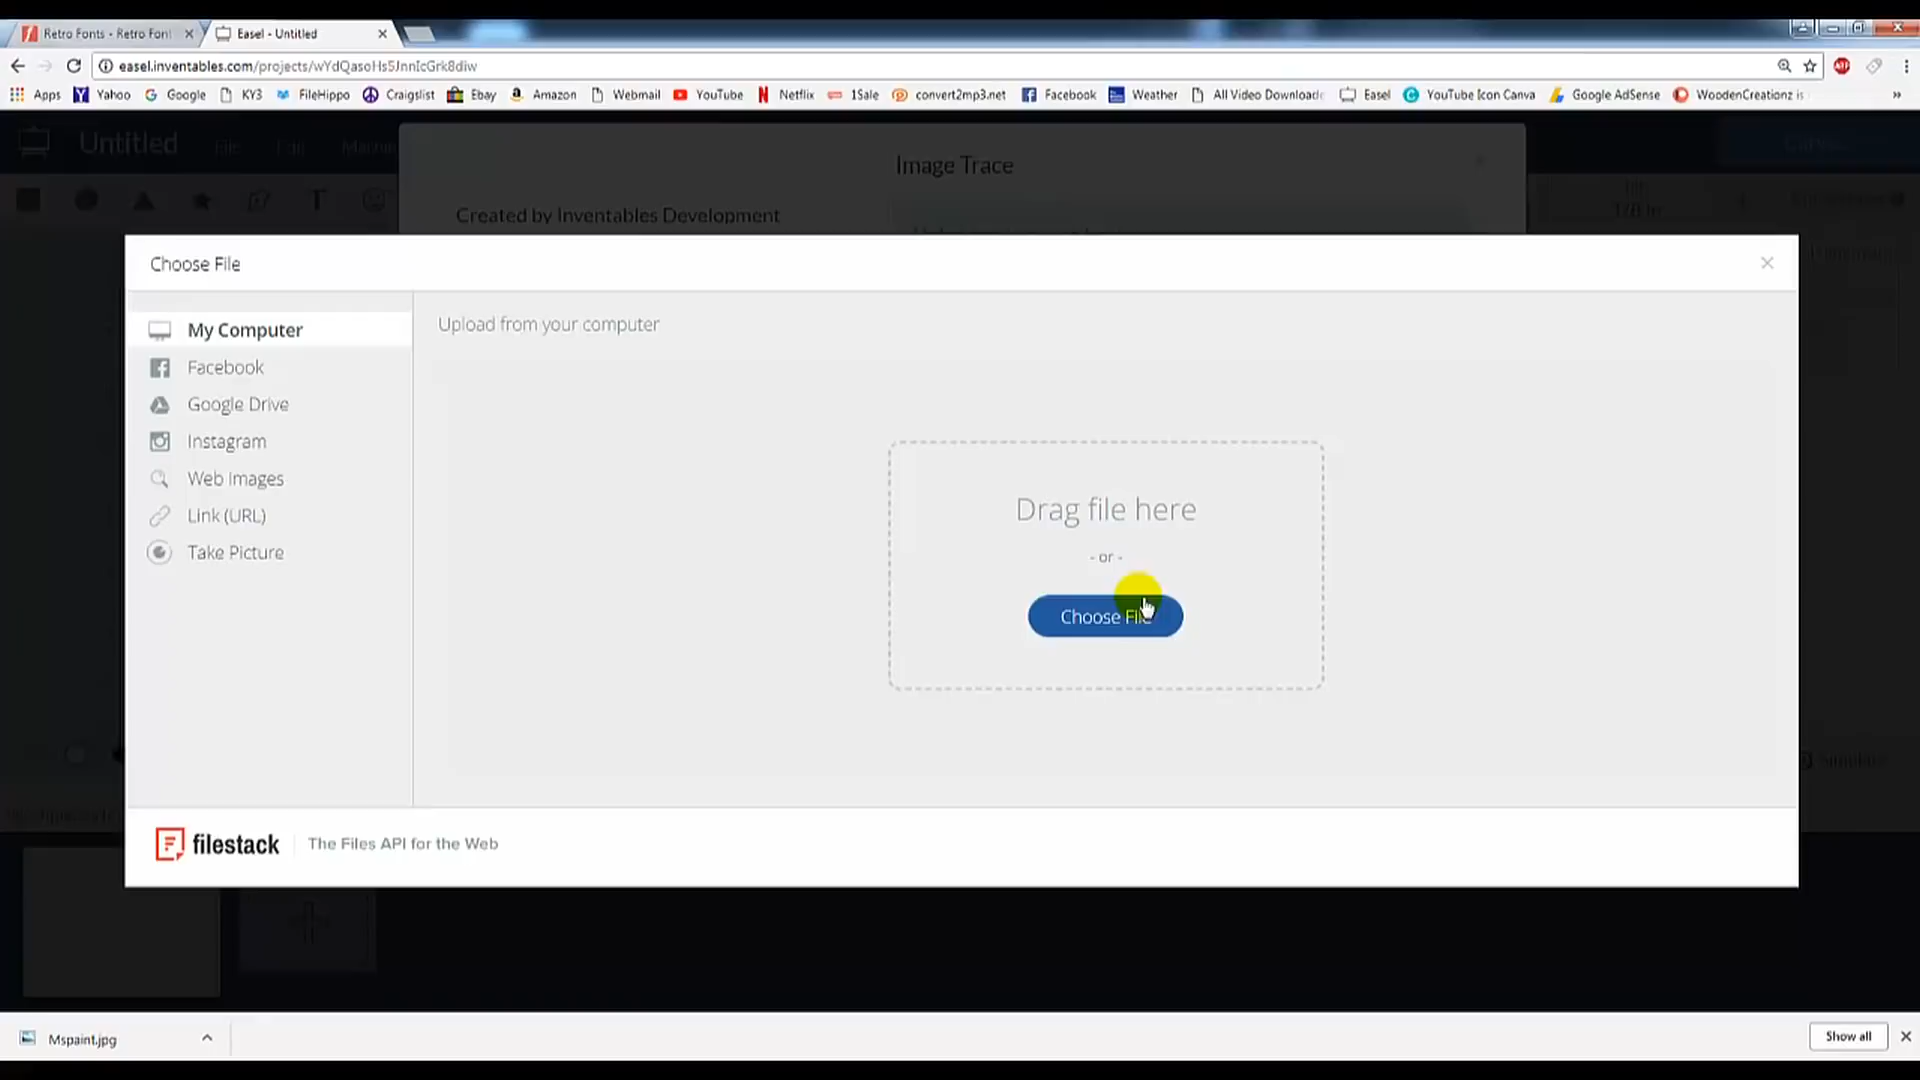 Retro Fonts - Retro Font
Easel - Untitled
easel.inventables.com/projects/wYdQasoHs5JnnIcGrk8diw
Apps Yahoo Google KY3 FileHippo Craigslist Ebay Amazon Webmail YouTube Netflix 1Sale convert2mp3.net Facebook Weather All Video Download Easel YouTube Icon Canva Google AdSense WoodenCreationz is »
Untitled File Edit Machine
Image Trace
Created by Inventables Development
Choose File
My Computer
Upload from your computer
Facebook
Google Drive
Instagram
Web Images
Link (URL)
Take Picture
Drag file here
- or -
Choose File
filestack
The Files API for the Web
Mspaint.jpg
Show all